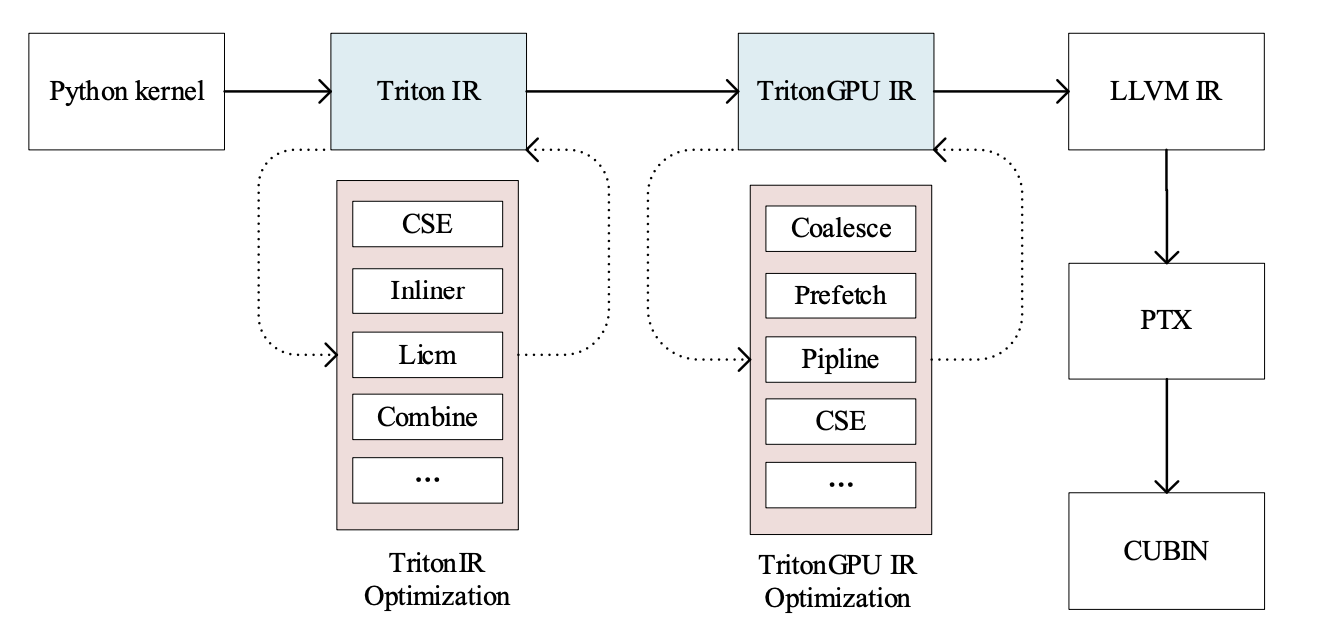 Python kernel
Triton IR
TritonGPU IR
LLVM IR
CSE
Inliner
Licm
Combine
...
TritonIR
Optimization
Coalesce
Prefetch
Pipline
CSE
...
TritonGPU IR
Optimization
PTX
CUBIN